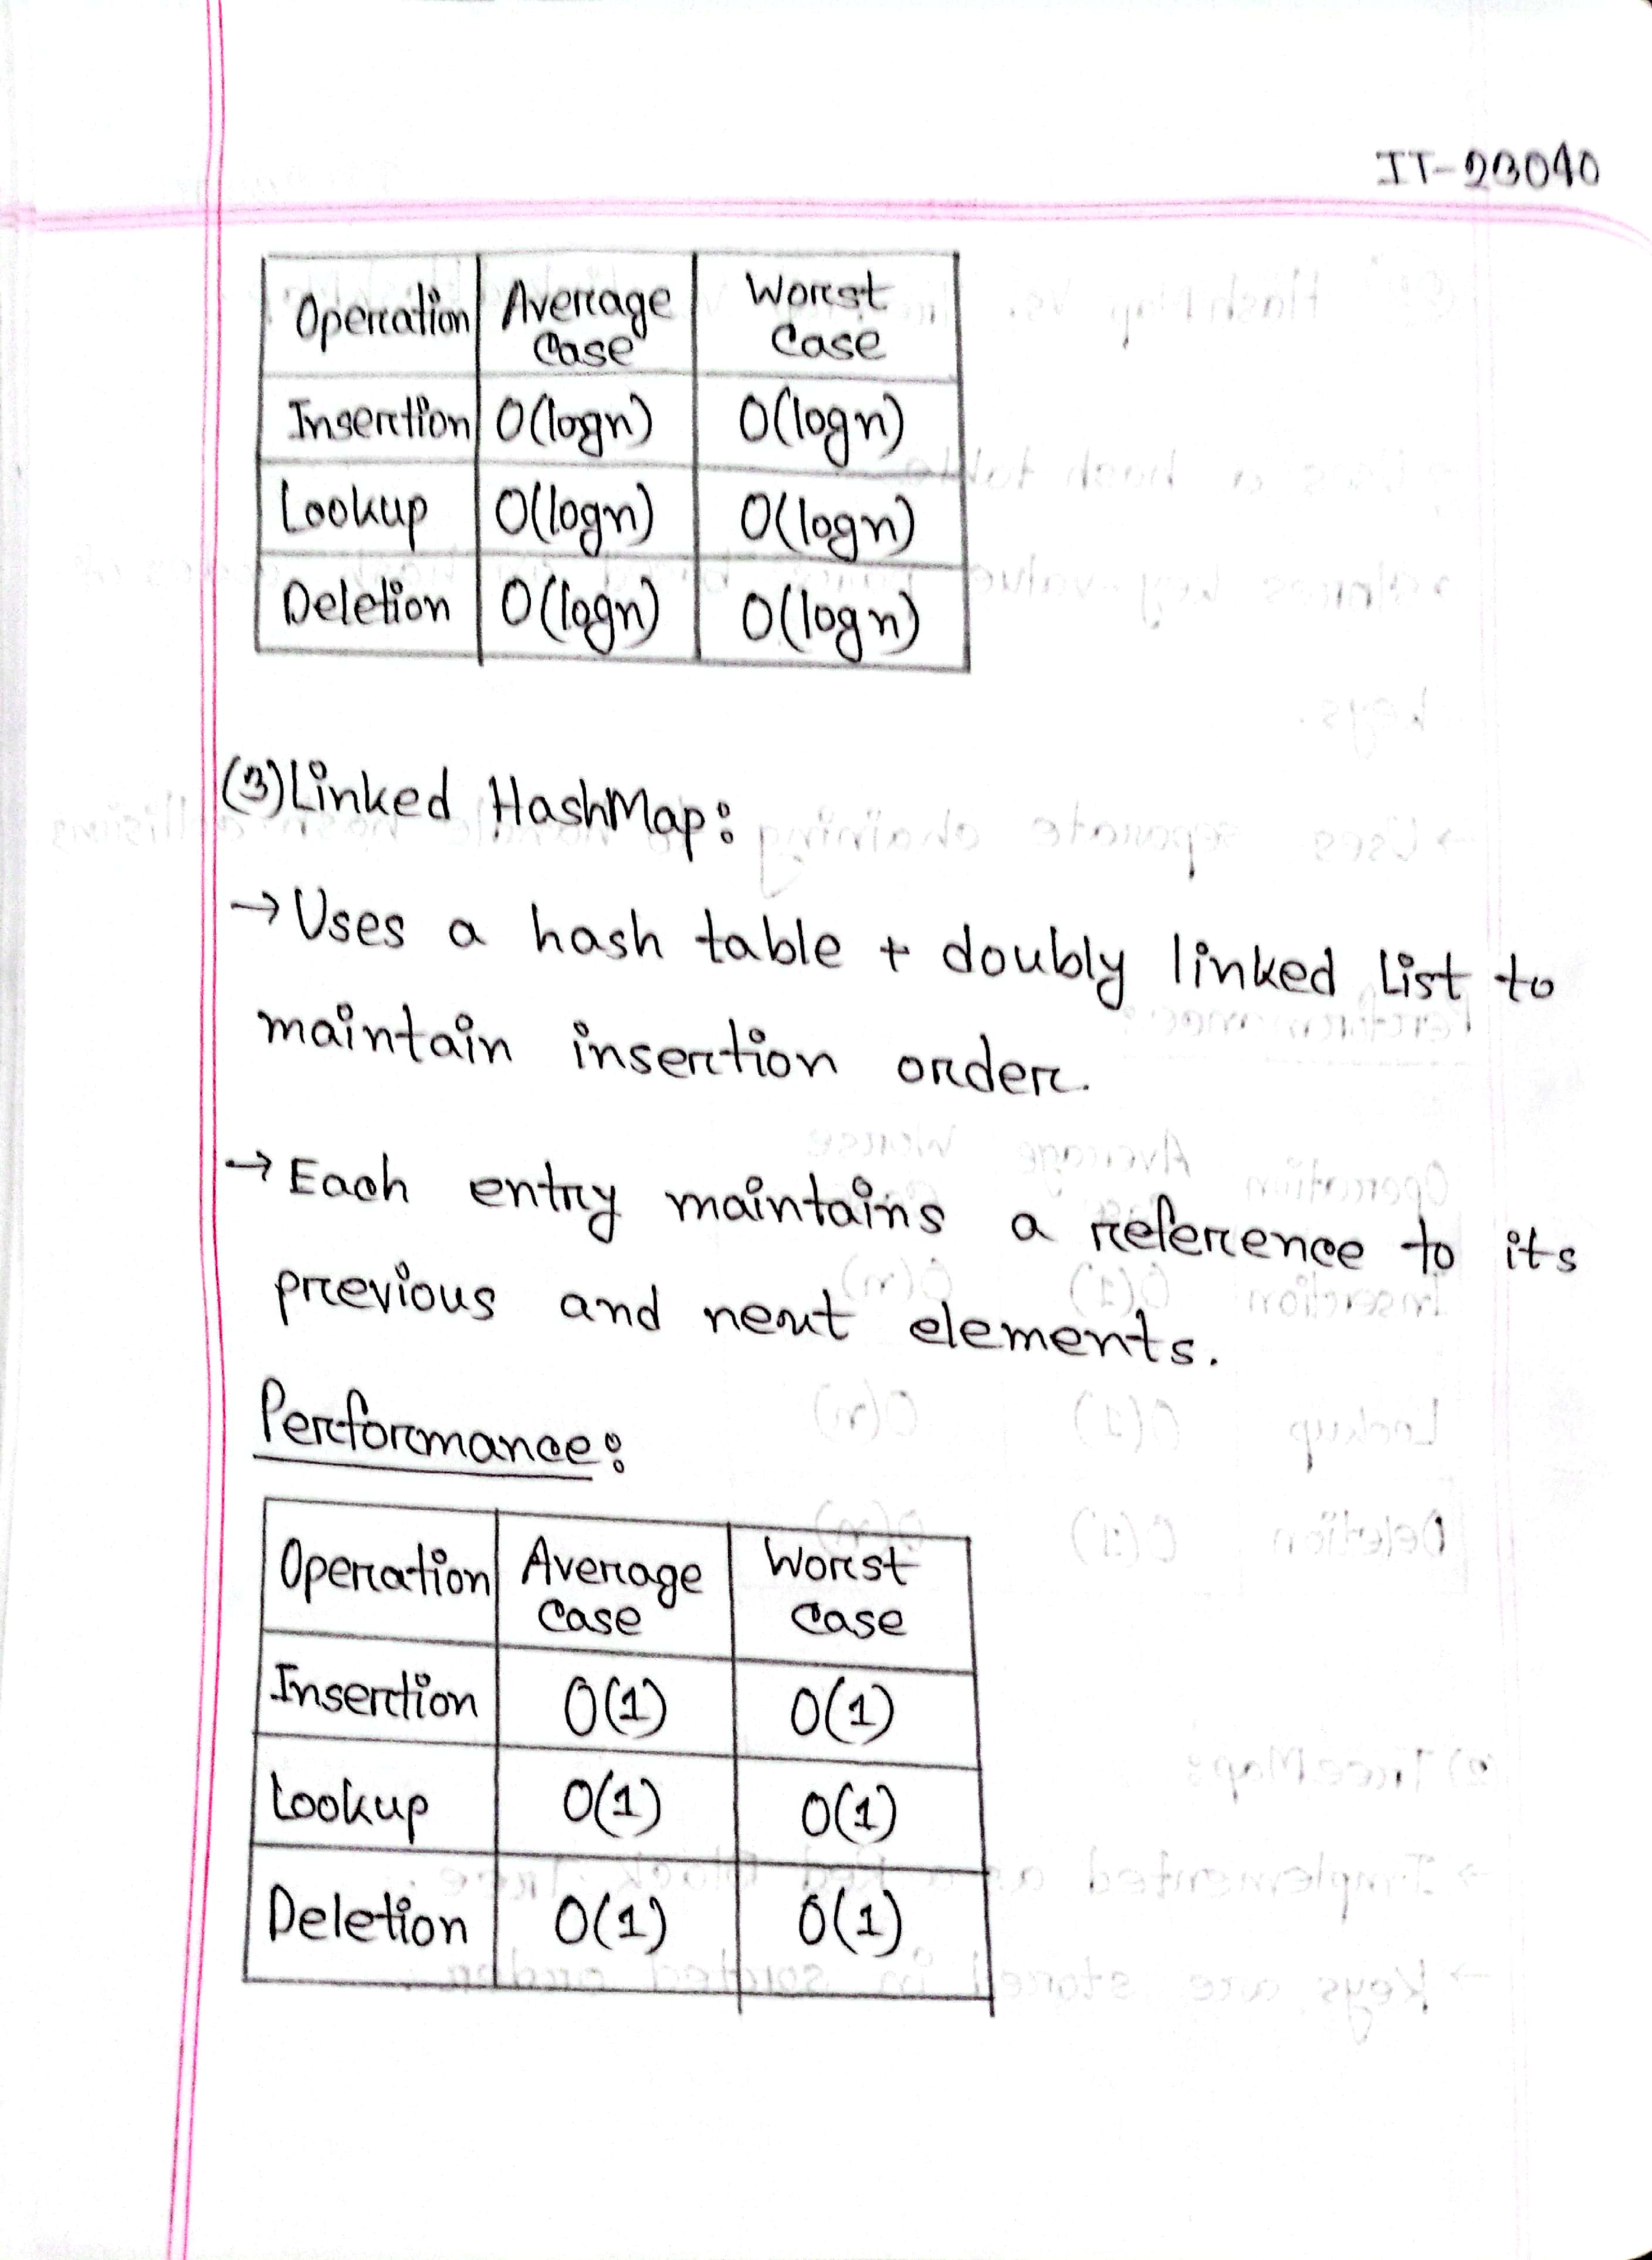 IT-23040
Operation Average Case Worst Case
Insertion O(logn) O(logn)
Lookup O(logn) O(logn)
Deletion O(logn) O(logn)
(3) Linked HashMap:
→ Uses a hash table + doubly linked list to
maintain insertion order.
→ Each entry maintains a reference to its
previous and next elements.
Performance:
Operation Average Case Worst Case
Insertion O(1) O(1)
Lookup O(1) O(1)
Deletion O(1) O(1)